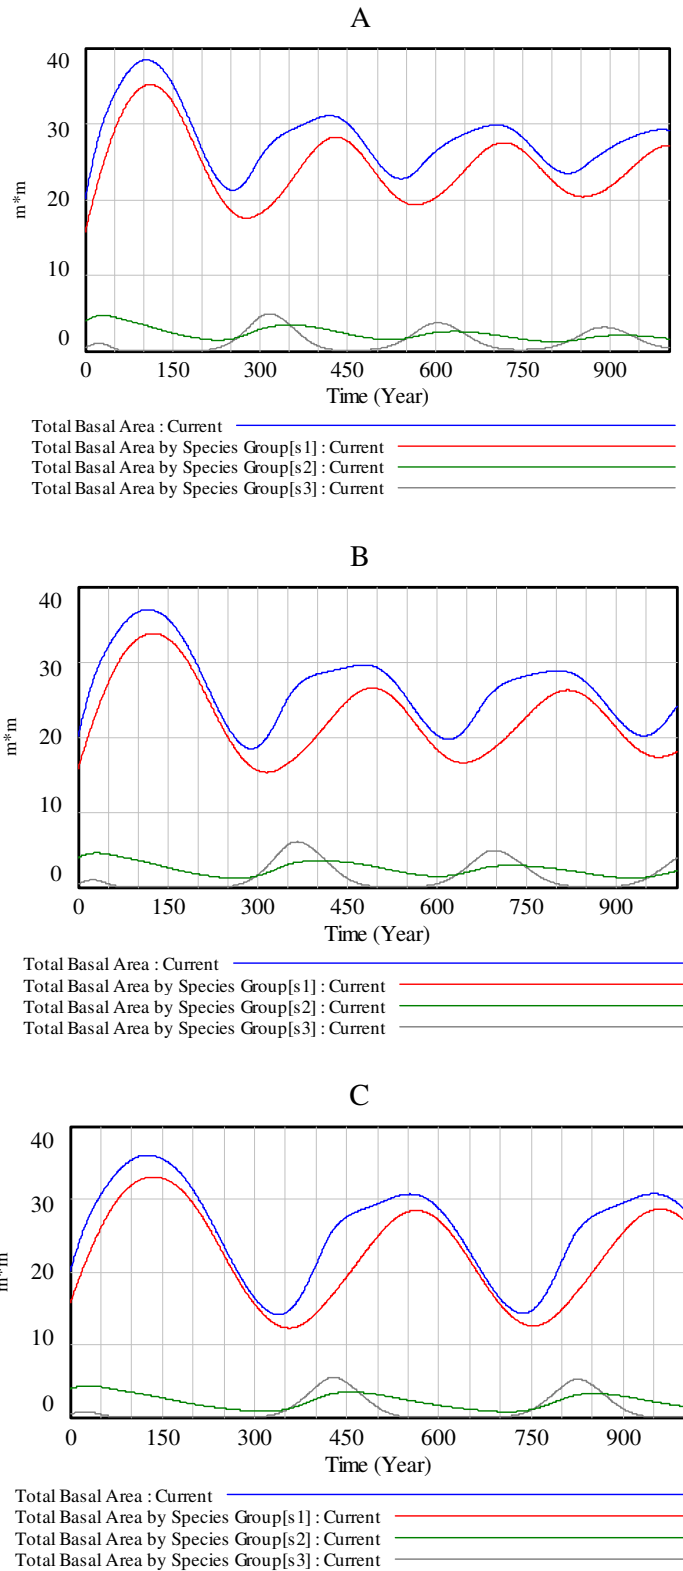 A
40
30
20
10
0
m*m
0 150 300 450 600 750 900
Time (Year)
Total Basal Area : Current
Total Basal Area by Species Group[s1] : Current
Total Basal Area by Species Group[s2] : Current
Total Basal Area by Species Group[s3] : Current
B
40
30
20
10
0
m*m
0 150 300 450 600 750 900
Time (Year)
Total Basal Area : Current
Total Basal Area by Species Group[s1] : Current
Total Basal Area by Species Group[s2] : Current
Total Basal Area by Species Group[s3] : Current
C
40
30
20
10
0
m*m
0 150 300 450 600 750 900
Time (Year)
Total Basal Area : Current
Total Basal Area by Species Group[s1] : Current
Total Basal Area by Species Group[s2] : Current
Total Basal Area by Species Group[s3] : Current